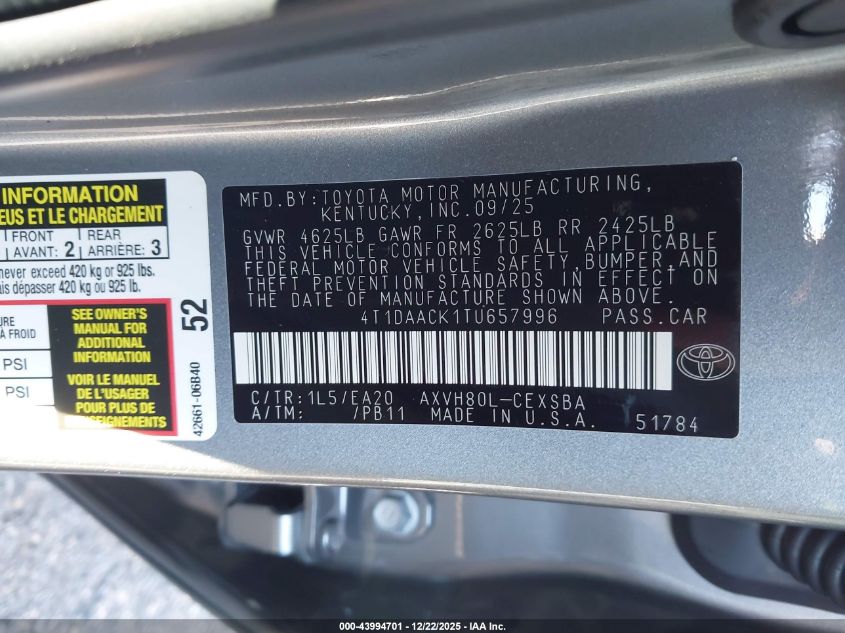 INFORMATION
EUS ET LE CHARGEMENT
FRONT
AVANT: 2
REAR
ARRIÈRE: 3
never exceed 420 kg or 925 lbs.
ais dépasser 420 kg ou 925 lb.
À FROID
PSI
PSI
SEE OWNER'S
MANUAL FOR
ADDITIONAL
INFORMATION
VOIR LE MANUEL
DE L'USAGER
POUR PLUS DE
42661-06B40
52
MFD.BY:TOYOTA MOTOR MANUFACTURING,
KENTUCKY,INC.09/25
GVWR 4625LB GAWR FR 2625LB RR 2425LB
THIS VEHICLE CONFORMS TO ALL APPLICABLE
FEDERAL MOTOR VEHICLE SAFETY,BUMPER,AND
THEFT PREVENTION STANDARDS IN EFFECT ON
THE DATE OF MANUFACTURE SHOWN ABOVE.
4T1DAACK1TU657996 PASS.CAR
C/TR:1L5/EA20 AXVH80L-CEXSBA
A/TM: /PB11 MADE IN U.S.A. 51784
000-43994701 - 12/22/2025 - IAA Inc.